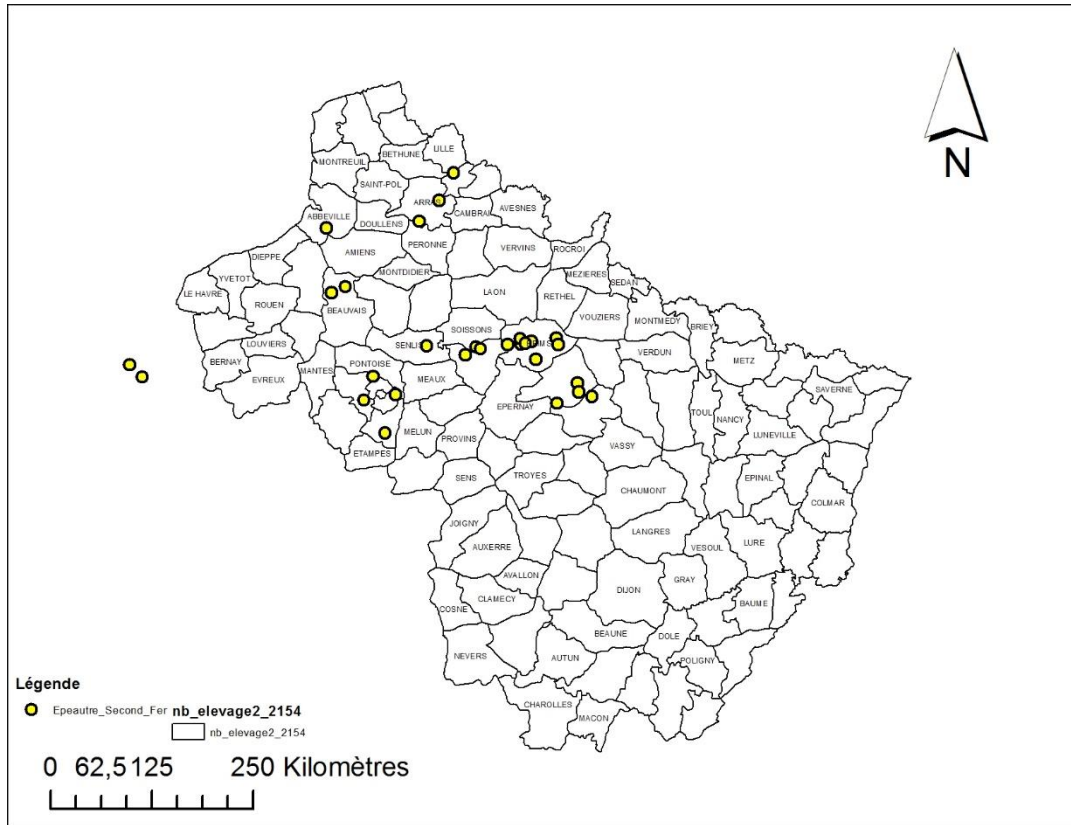 N
LILLE
BETHUNE
MONTREUIL
SAINT-POL
ARRAS
AVESNES
CAMBRAI
ABBEVILLE
DOULLENS
PERONNE
AMIENS
VERVINS
ROCROI
DIEPPE
MONTDIDIER
MEZIERES
YVETOT
SEDAN
LE HAVRE
LAON
RETHEL
ROUEN
BEAUVAIS
VOUZIERS
MONTMEDY
SOISSONS
BRIEY
LOUVIERS
SENLIS
VERDUN
METZ
BERNAY
PONTOISE
MANTES
EVREUX
MEAUX
SAVERNE
EPERNAY
TOUL
NANCY
MELUN
PROVINS
LUNEVILLE
VASSY
ETAMPES
SENS
TROYES
EPINAL
CHAUMONT
COLMAR
JOIGNY
LANGRES
AUXERRE
VESOUL
LURE
AVALLON
GRAY
DIJON
CLAMECY
BAUME
COSNE
BEAUNE
DOLE
NEVERS
AUTUN
POLIGNY
CHAROLLES
MACON
Légende
Epeautre_Second_Fer nb_elevage2_2154
nb_elevage2_2154
0 62,5 125 250 Kilomètres